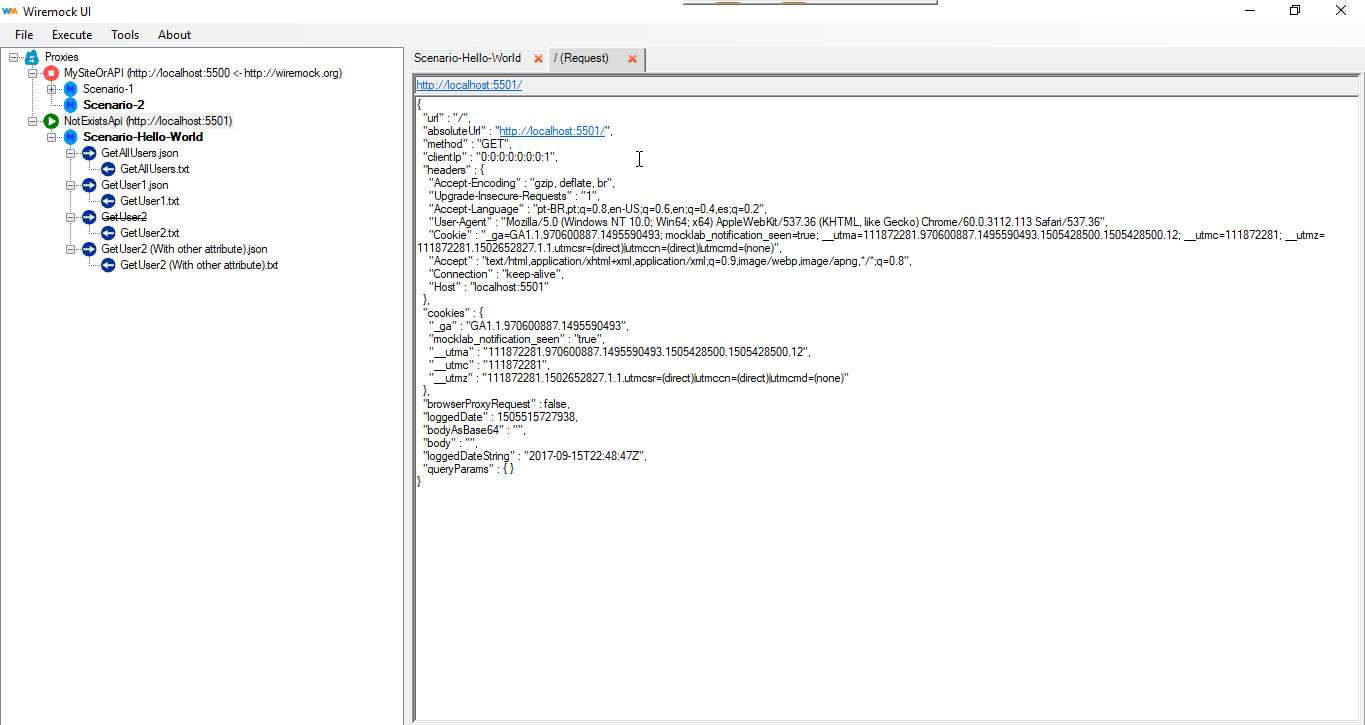 Wiremock UI
File Execute Tools About
Proxies
MySiteOrAPI (http://localhost:5500 <- http://wiremock.org)
Scenario-1
Scenario-2
NotExistsApi (http://localhost:5501)
Scenario-Hello-World
GetAllUsers.json
GetAllUsers.txt
GetUser1.json
GetUser1.txt
GetUser2
GetUser2.txt
GetUser2 (With other attribute).json
GetUser2 (With other attribute).txt
Scenario-Hello-World / (Request)
http://localhost:5501/
{
"url" : "/",
"absoluteUrl" : "http://localhost:5501/",
"method" : "GET",
"clientIp" : "0:0:0:0:0:0:0:1",
"headers" : {
"Accept-Encoding" : "gzip, deflate, br",
"Upgrade-Insecure-Requests" : "1",
"Accept-Language" : "pt-BR,pt;q=0.8,en-US;q=0.6,en;q=0.4,es;q=0.2",
"User-Agent" : "Mozilla/5.0 (Windows NT 10.0; Win64; x64) AppleWebKit/537.36 (KHTML, like Gecko) Chrome/60.0.3112.113 Safari/537.36"
"Cookie" : "_ga=GA1.1.970600887.1495590493; mocklab_notification_seen=true; __utma=111872281.970600887.1495590493.1505428500.1505428500.12; __utmc=111872281; __utmz=
111872281.1502652827.1.1.utmcsr=(direct)|utmccn=(direct)|utmcmd=(none)",
"Accept" : "text/html,application/xhtml+xml,application/xml;q=0.9,image/webp,image/apng,*/*;q=0.8",
"Connection" : "keep-alive",
"Host" : "localhost:5501"
},
"cookies" : {
"_ga" : "GA1.1.970600887.1495590493",
"mocklab_notification_seen" : "true",
"__utma" : "111872281.970600887.1495590493.1505428500.1505428500.12",
"__utmc" : "111872281",
"__utmz" : "111872281.1502652827.1.1.utmcsr=(direct)|utmccn=(direct)|utmcmd=(none)"
},
"browserProxyRequest" : false,
"loggedDate" : 1505515727938,
"bodyAsBase64" : "",
"body" : "",
"loggedDateString" : "2017-09-15T22:48:47Z",
"queryParams" : { }
}